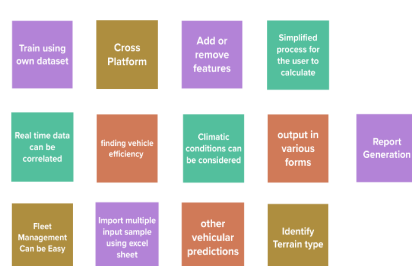 Train using
own dataset
Cross
Platform
Add or
remove
features
Simplified
process for
the user to
calculate
Real time data
can be
correlated
finding vehicle
efficiency
Climatic
conditions can
be considered
output in
various
forms
Report
Generation
Fleet
Management
Can be Easy
Import multiple
input sample
using excel
sheet
other
vehicular
predictions
Identify
Terrain type